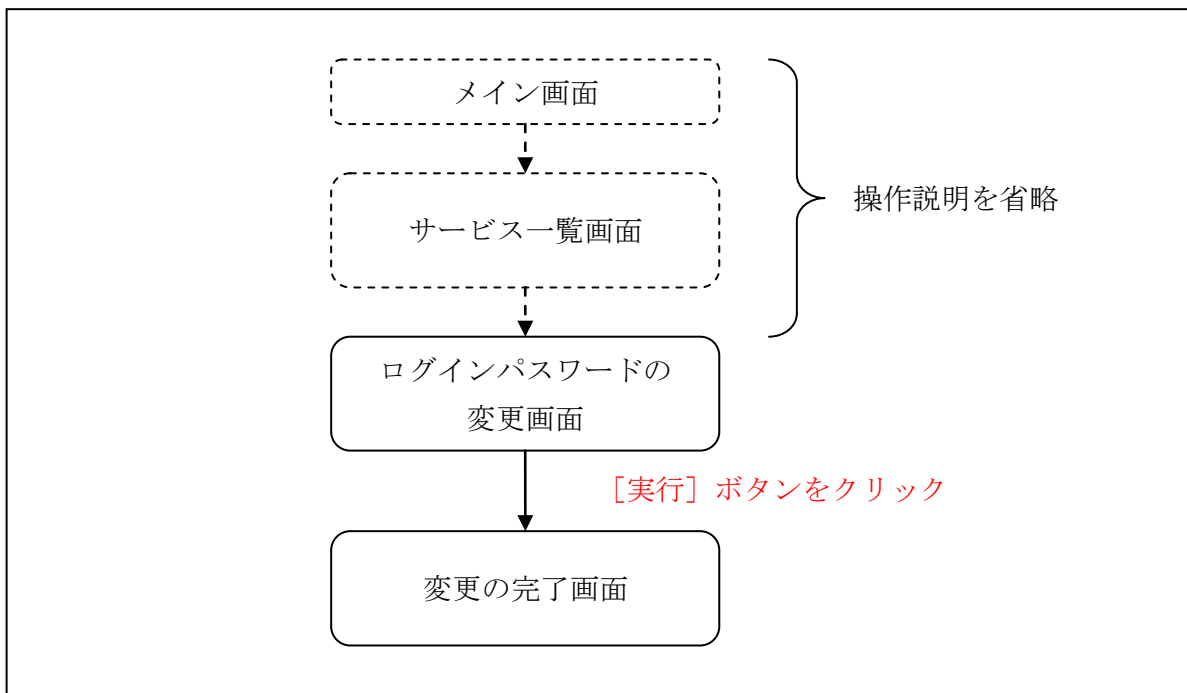 メイン画面
サービス一覧画面
操作説明を省略
ログインパスワードの
変更画面
［実行］ボタンをクリック
変更の完了画面